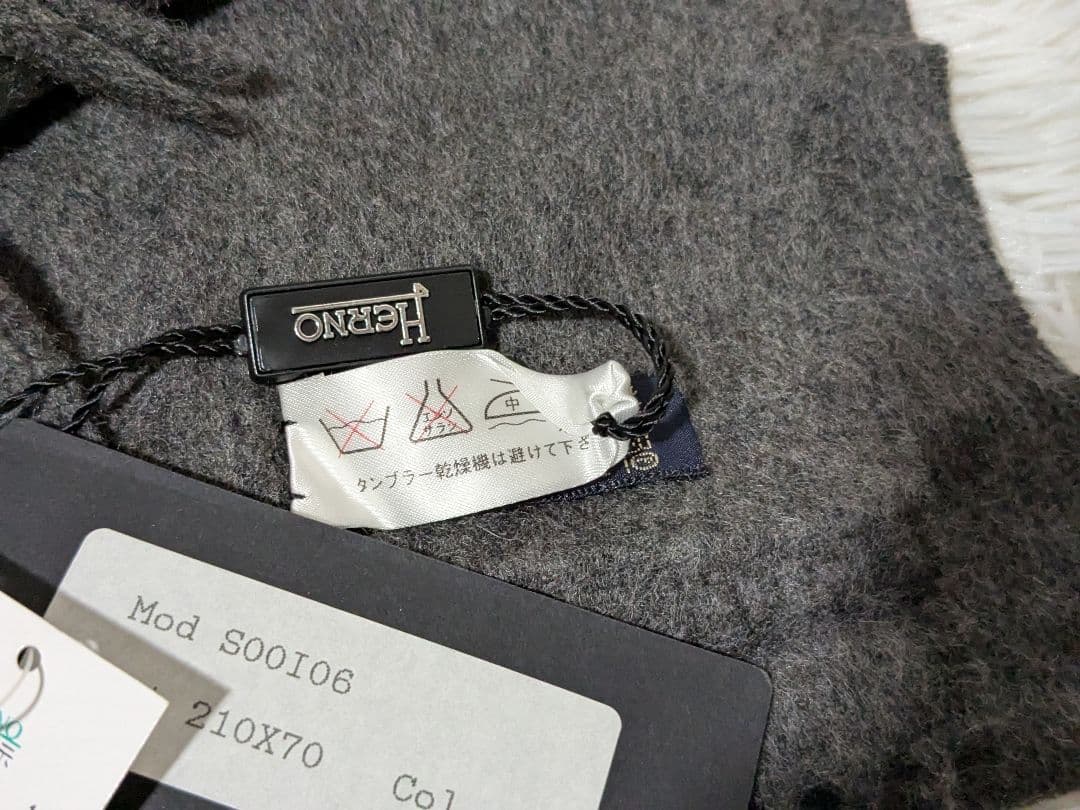 HERNO
エンソ
サラン
中
タンブラー乾燥機は避けて下さ
Mod S00I06
210X70
Col